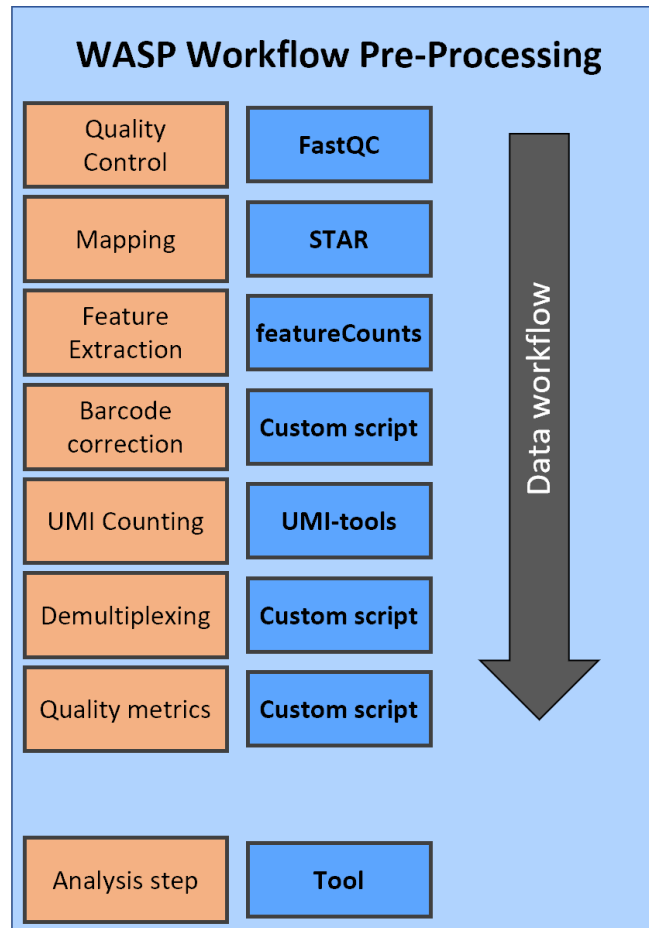 WASP Workflow Pre-Processing
Quality
Control
FastQC
Mapping
STAR
Feature
Extraction
featureCounts
Barcode
correction
Custom script
UMI Counting
UMI-tools
Demultiplexing
Custom script
Quality metrics
Custom script
Data workflow
Analysis step
Tool